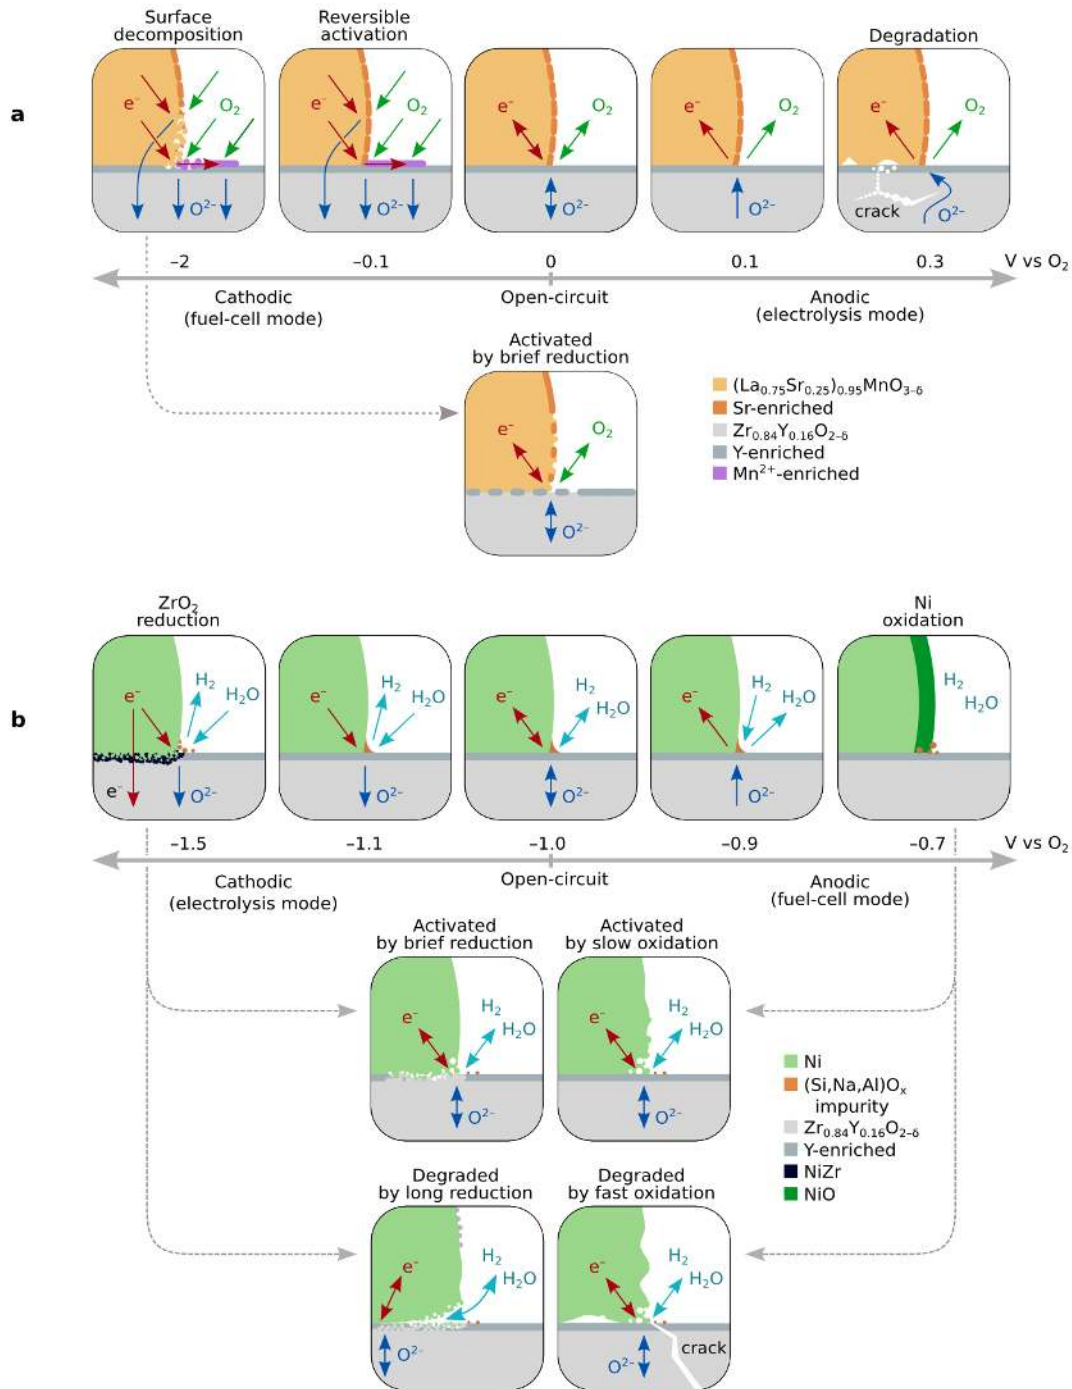 a
Surface
decomposition
Reversible
activation
Degradation
e⁻
O₂
O²⁻
e⁻
O₂
O²⁻
e⁻
O₂
O²⁻
e⁻
O₂
O²⁻
e⁻
O₂
crack
O²⁻
–2
–0.1
0
0.1
0.3
V vs O₂
Cathodic
(fuel-cell mode)
Open-circuit
Anodic
(electrolysis mode)
Activated
by brief reduction
e⁻
O₂
O²⁻
(La₀.₇₅Sr₀.₂₅)₀.₉₅MnO₃₋δ
Sr-enriched
Zr₀.₈₄Y₀.₁₆O₂₋δ
Y-enriched
Mn²⁺-enriched
b
ZrO₂
reduction
Ni
oxidation
e⁻
H₂
H₂O
e⁻
O²⁻
e⁻
H₂
H₂O
O²⁻
e⁻
H₂
H₂O
O²⁻
e⁻
H₂
H₂O
O²⁻
H₂
H₂O
–1.5
–1.1
–1.0
–0.9
–0.7
V vs O₂
Cathodic
(electrolysis mode)
Open-circuit
Anodic
(fuel-cell mode)
Activated
by brief reduction
e⁻
H₂
H₂O
O²⁻
Activated
by slow oxidation
e⁻
H₂
H₂O
O²⁻
Ni
(Si,Na,Al)Oₓ
impurity
Zr₀.₈₄Y₀.₁₆O₂₋δ
Y-enriched
NiZr
NiO
Degraded
by long reduction
e⁻
H₂
H₂O
O²⁻
Degraded
by fast oxidation
e⁻
H₂
H₂O
O²⁻
crack